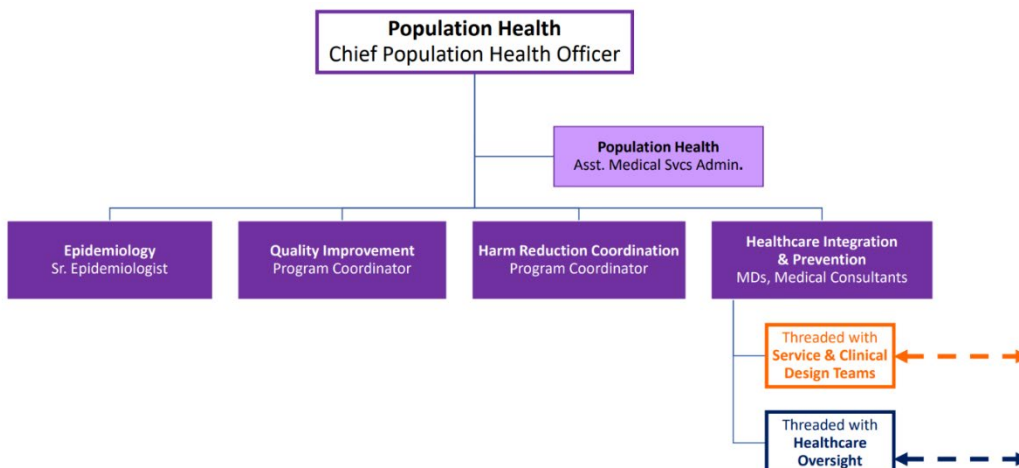 Population Health
Chief Population Health Officer
Population Health
Asst. Medical Svcs Admin.
Epidemiology
Sr. Epidemiologist
Quality Improvement
Program Coordinator
Harm Reduction Coordination
Program Coordinator
Healthcare Integration
& Prevention
MDs, Medical Consultants
Threaded with
Service & Clinical
Design Teams
Threaded with
Healthcare
Oversight